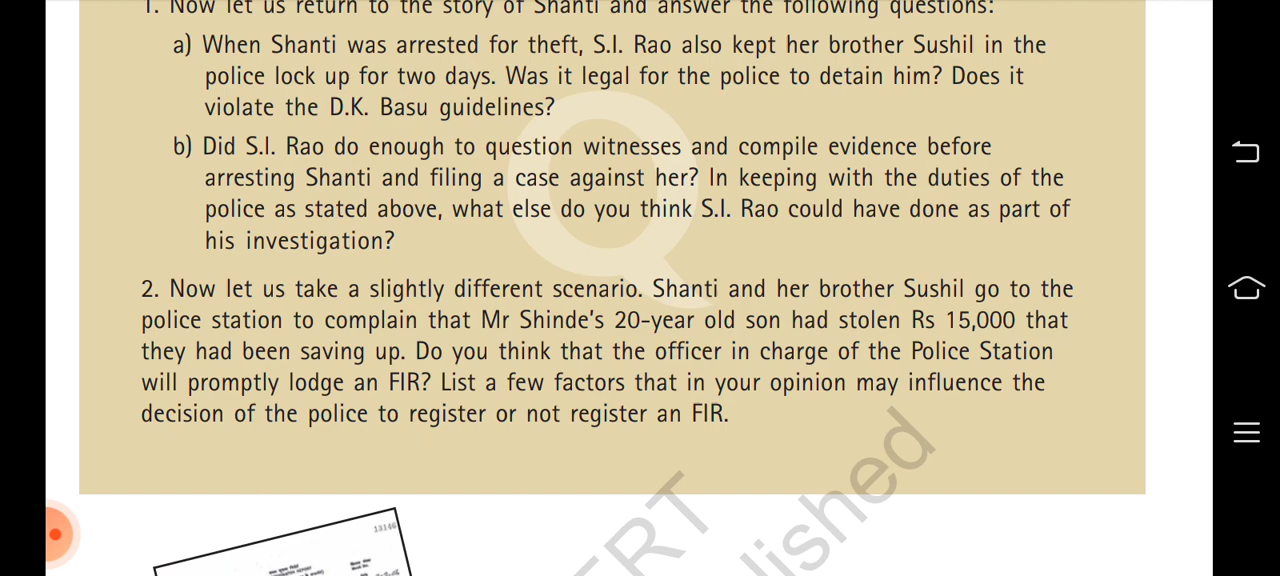 1. Now let us return to the story of Shanti and answer the following questions:
a) When Shanti was arrested for theft, S.I. Rao also kept her brother Sushil in the
police lock up for two days. Was it legal for the police to detain him? Does it
violate the D.K. Basu guidelines?
b) Did S.I. Rao do enough to question witnesses and compile evidence before
arresting Shanti and filing a case against her? In keeping with the duties of the
police as stated above, what else do you think S.I. Rao could have done as part of
his investigation?
2. Now let us take a slightly different scenario. Shanti and her brother Sushil go to the
police station to complain that Mr Shinde's 20-year old son had stolen Rs 15,000 that
they had been saving up. Do you think that the officer in charge of the Police Station
will promptly lodge an FIR? List a few factors that in your opinion may influence the
decision of the police to register or not register an FIR.
Q
13146